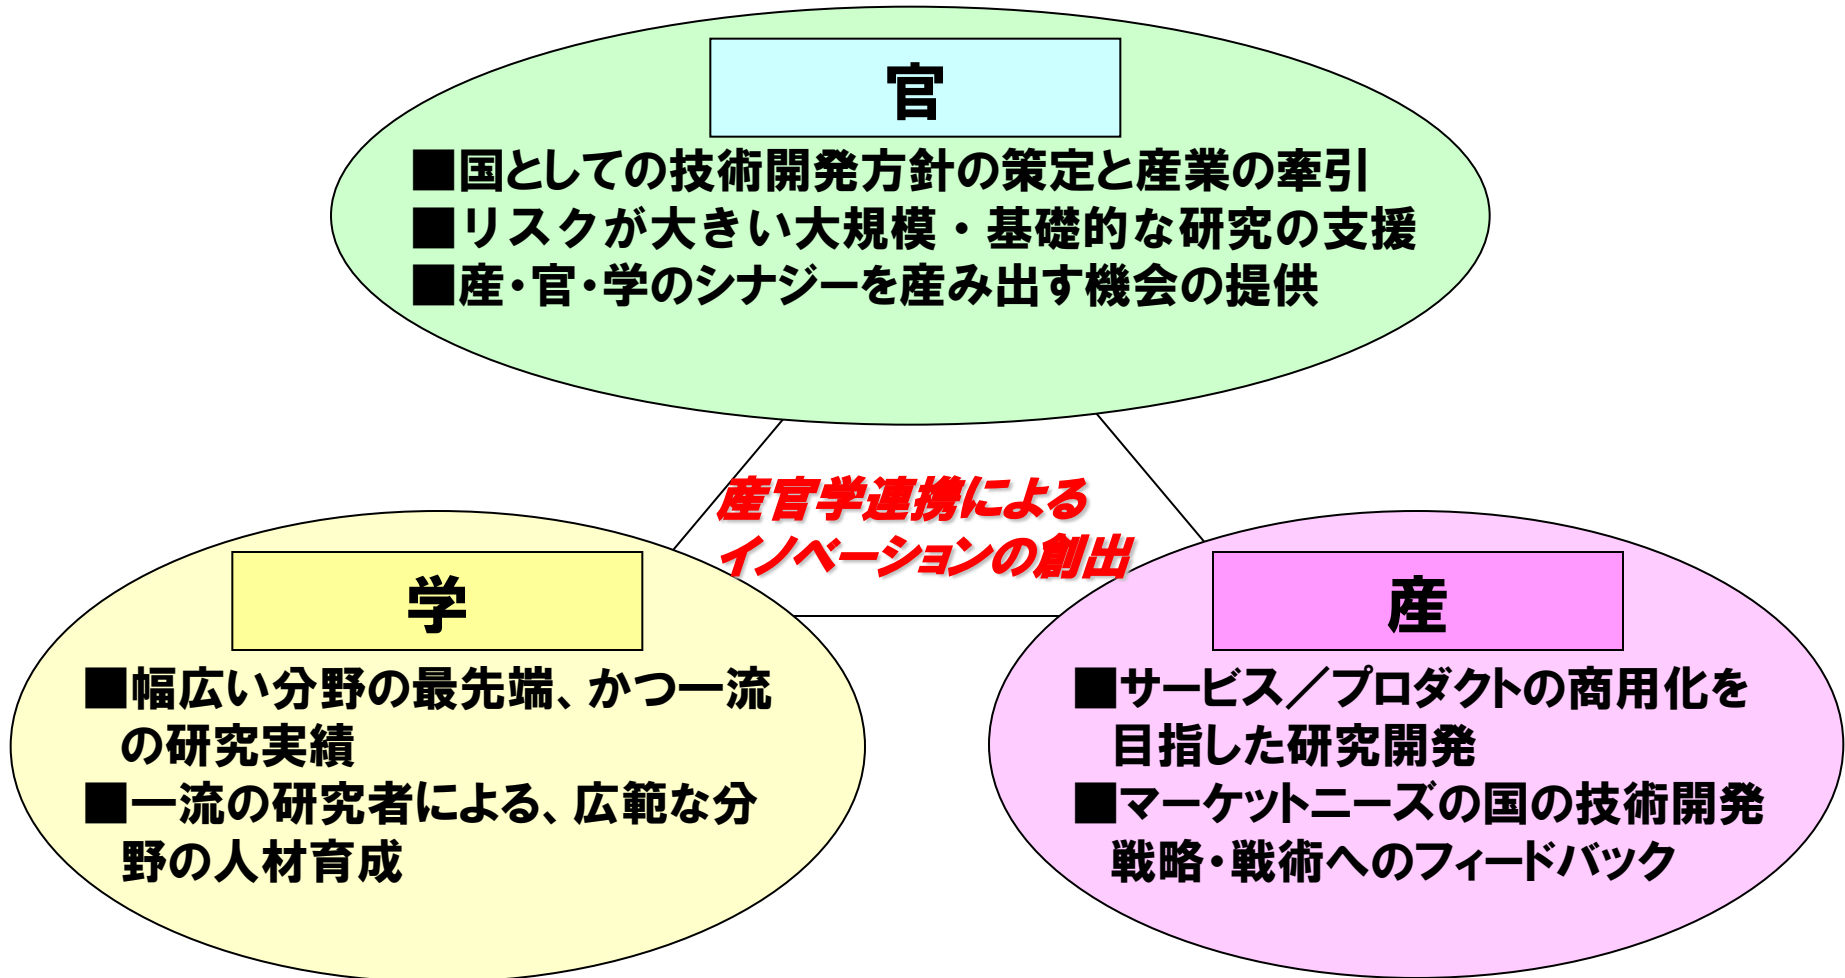 官
■国としての技術開発方針の策定と産業の牽引
■リスクが大きい大規模・基礎的な研究の支援
■産・官・学のシナジーを産み出す機会の提供
産官学連携による
イノベーションの創出
学
■幅広い分野の最先端、かつ一流
の研究実績
■一流の研究者による、広範な分
野の人材育成
産
■サービス／プロダクトの商用化を
目指した研究開発
■マーケットニーズの国の技術開発
戦略・戦術へのフィードバック